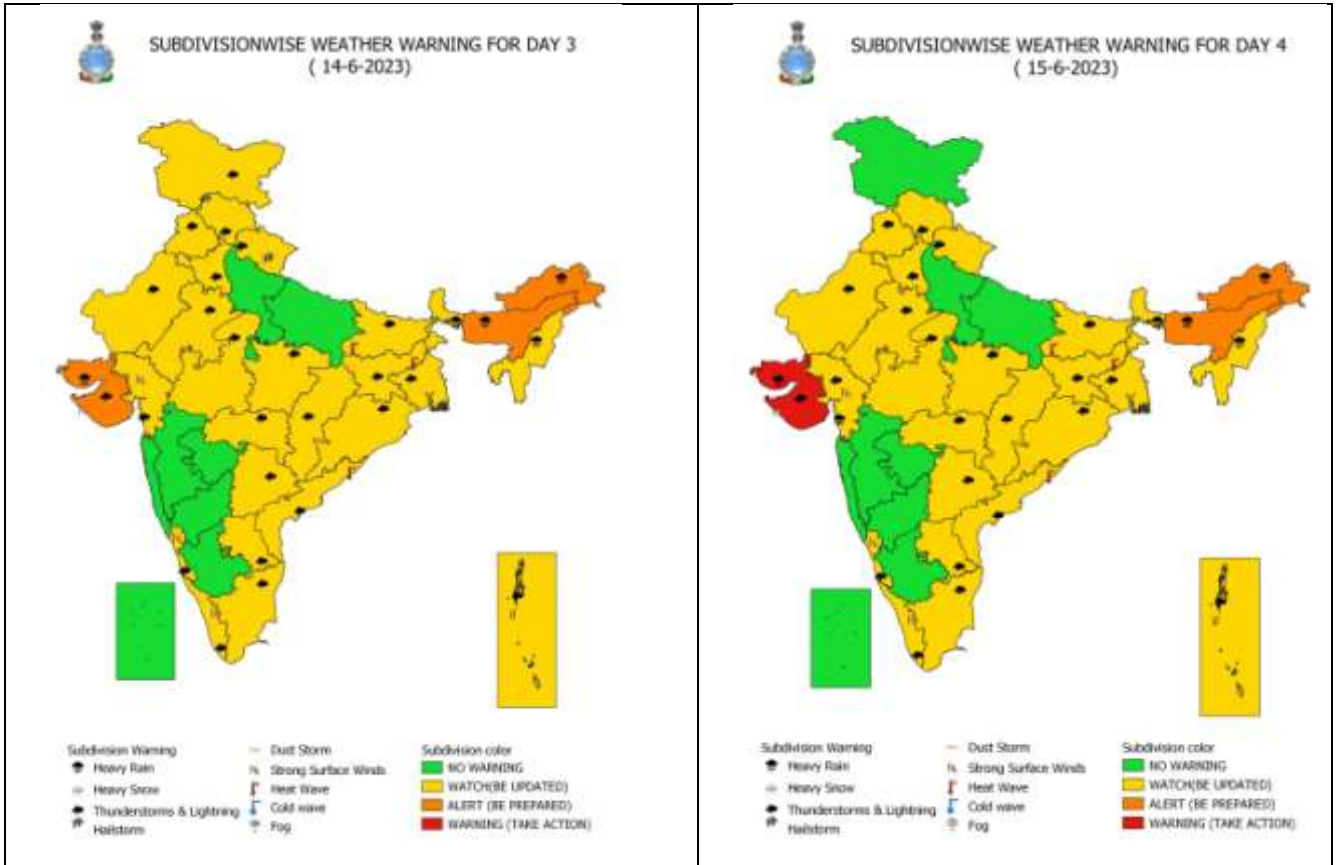 SUBDIVISIONWISE WEATHER WARNING FOR DAY 3
( 14-6-2023)
Subdivision Warning
Heavy Rain
Heavy Snow
Thunderstorms & Lightning
Hailstorm
Dust Storm
Strong Surface Winds
Heat Wave
Cold wave
Fog
Subdivision color
NO WARNING
WATCH(BE UPDATED)
ALERT (BE PREPARED)
WARNING (TAKE ACTION)
SUBDIVISIONWISE WEATHER WARNING FOR DAY 4
( 15-6-2023)
Subdivision Warning
Heavy Rain
Heavy Snow
Thunderstorms & Lightning
Hailstorm
Dust Storm
Strong Surface Winds
Heat Wave
Cold wave
Fog
Subdivision color
NO WARNING
WATCH(BE UPDATED)
ALERT (BE PREPARED)
WARNING (TAKE ACTION)